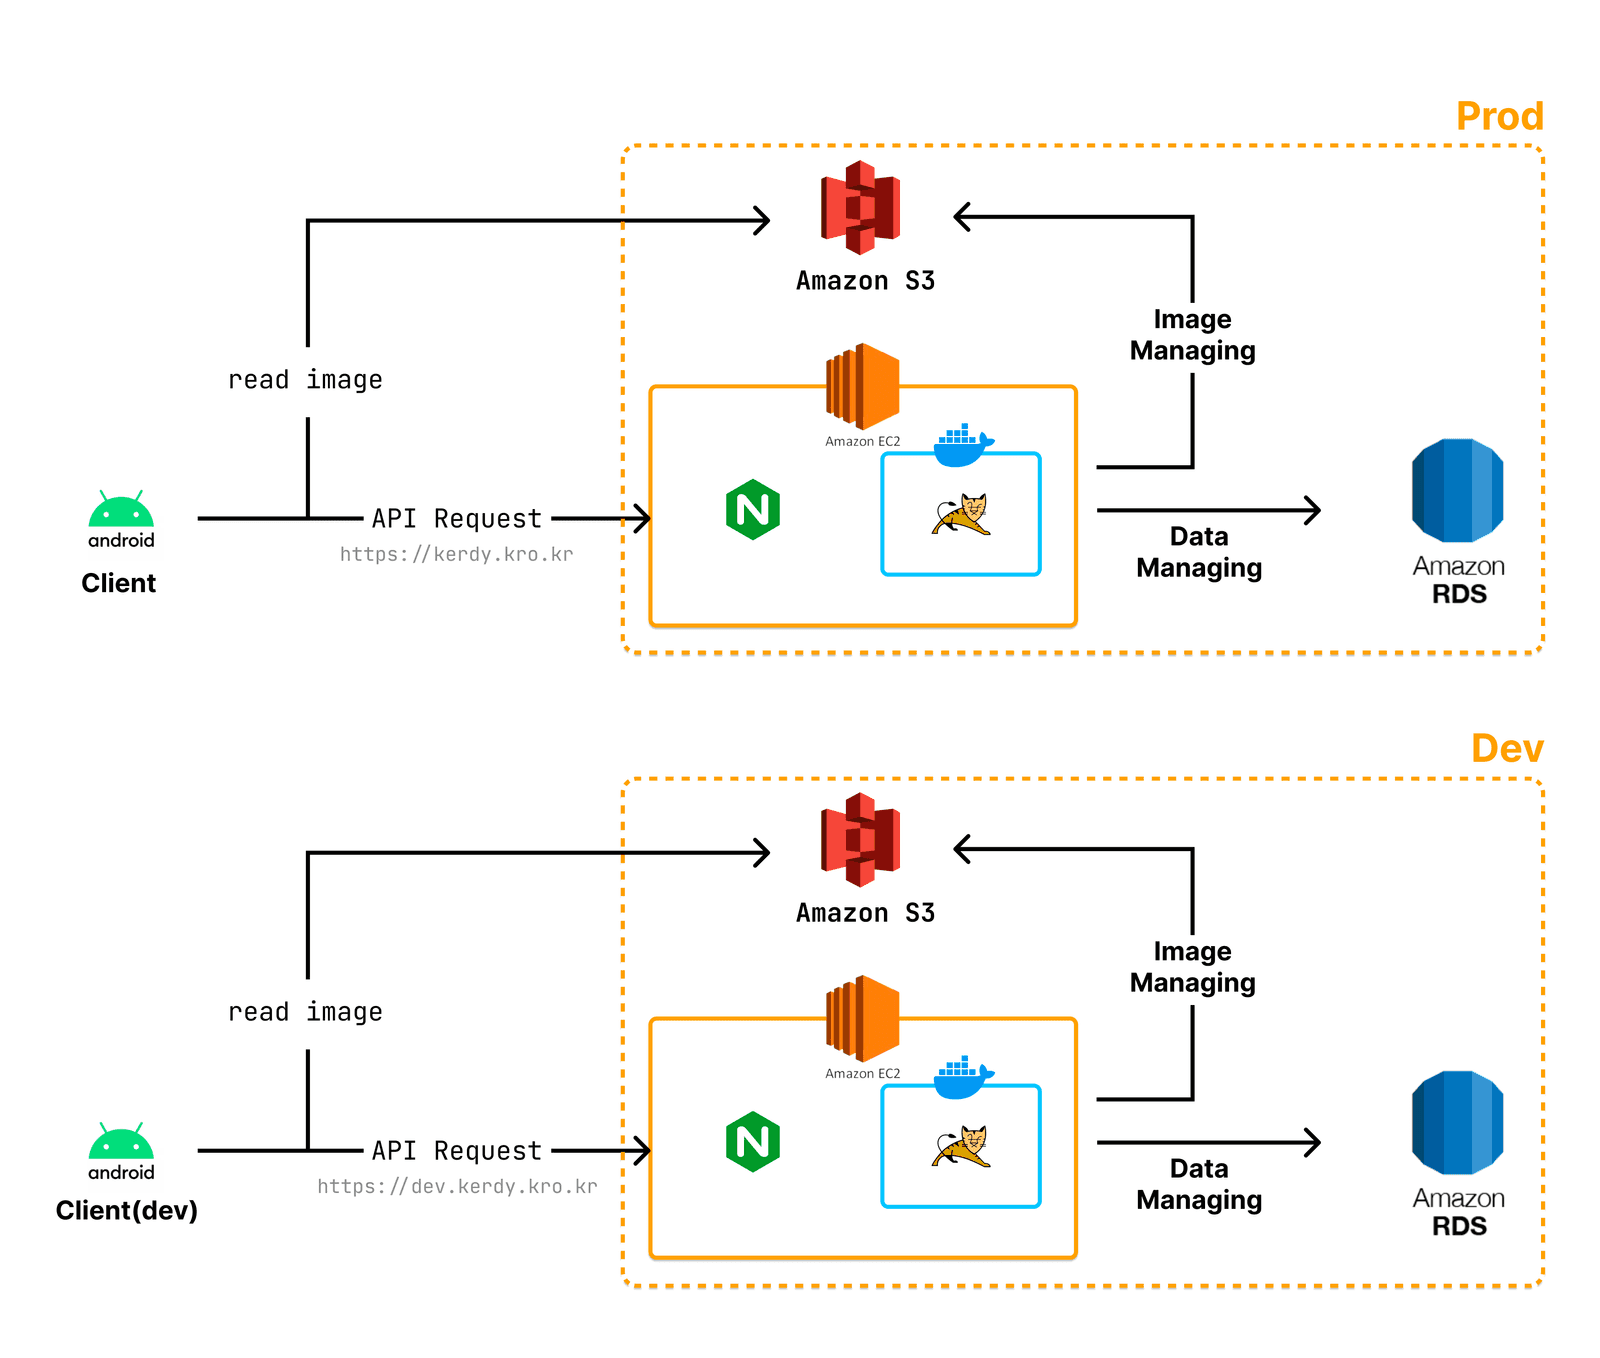 Prod
Amazon S3
Image
Managing
read image
Amazon EC2
android
Client
API Request
https://kerdy.kro.kr
Data
Managing
Amazon
RDS
Dev
Amazon S3
Image
Managing
read image
Amazon EC2
android
Client(dev)
API Request
https://dev.kerdy.kro.kr
Data
Managing
Amazon
RDS